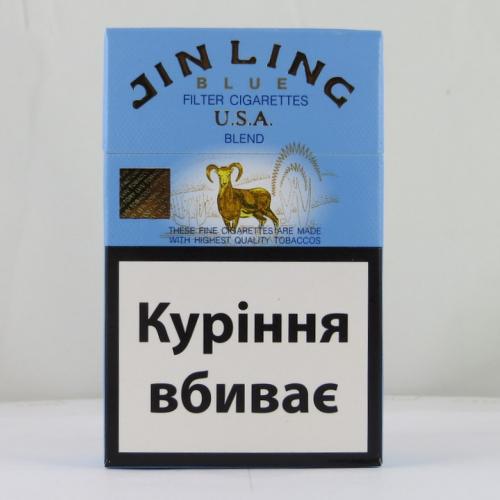 JIN LING
BLUE
FILTER CIGARETTES
U.S.A.
BLEND
THESE FINE CIGARETTES ARE MADE
WITH HIGHEST QUALITY TOBACCOS
Куріння
вбиває